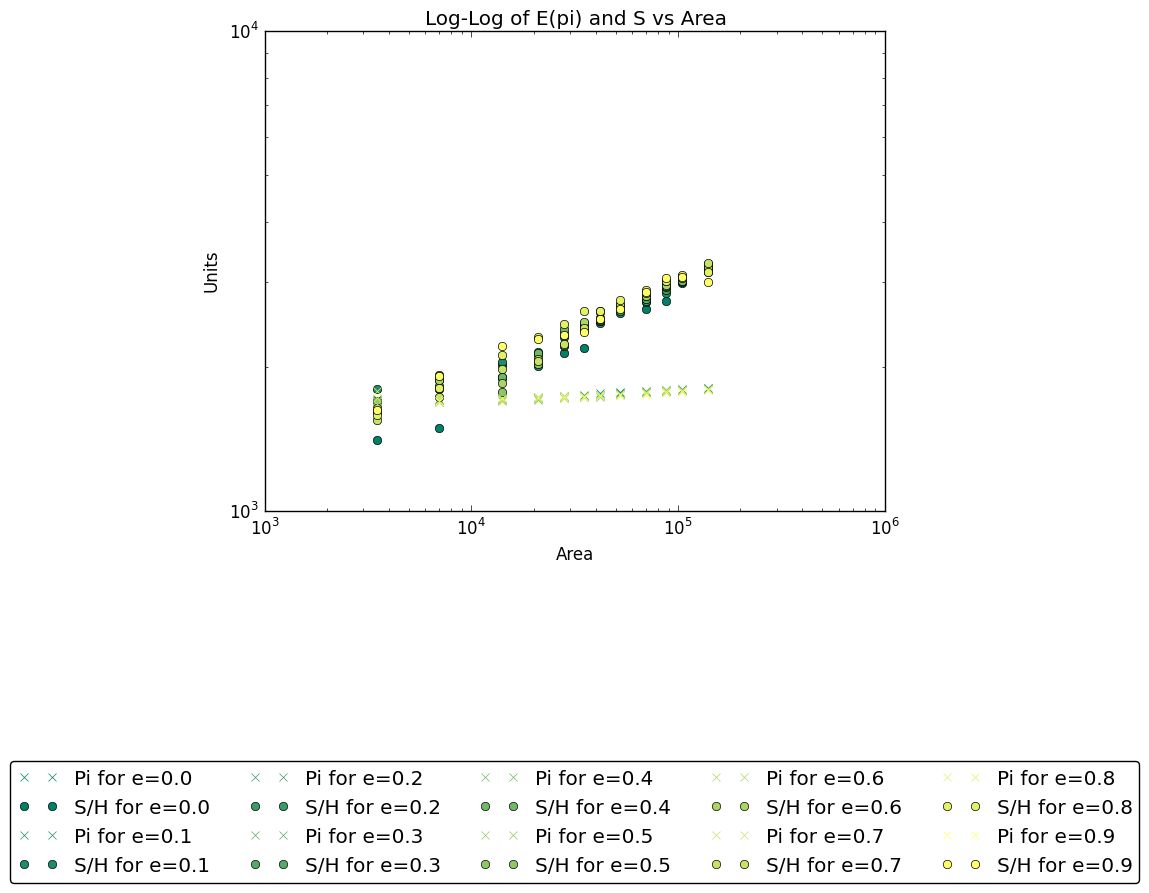 Log-Log of E(pi) and S vs Area
10^4
Units
10^3
10^3 10^4 10^5 10^6
Area
Pi for e=0.0 Pi for e=0.2 Pi for e=0.4 Pi for e=0.6 Pi for e=0.8
S/H for e=0.0 S/H for e=0.2 S/H for e=0.4 S/H for e=0.6 S/H for e=0.8
Pi for e=0.1 Pi for e=0.3 Pi for e=0.5 Pi for e=0.7 Pi for e=0.9
S/H for e=0.1 S/H for e=0.3 S/H for e=0.5 S/H for e=0.7 S/H for e=0.9